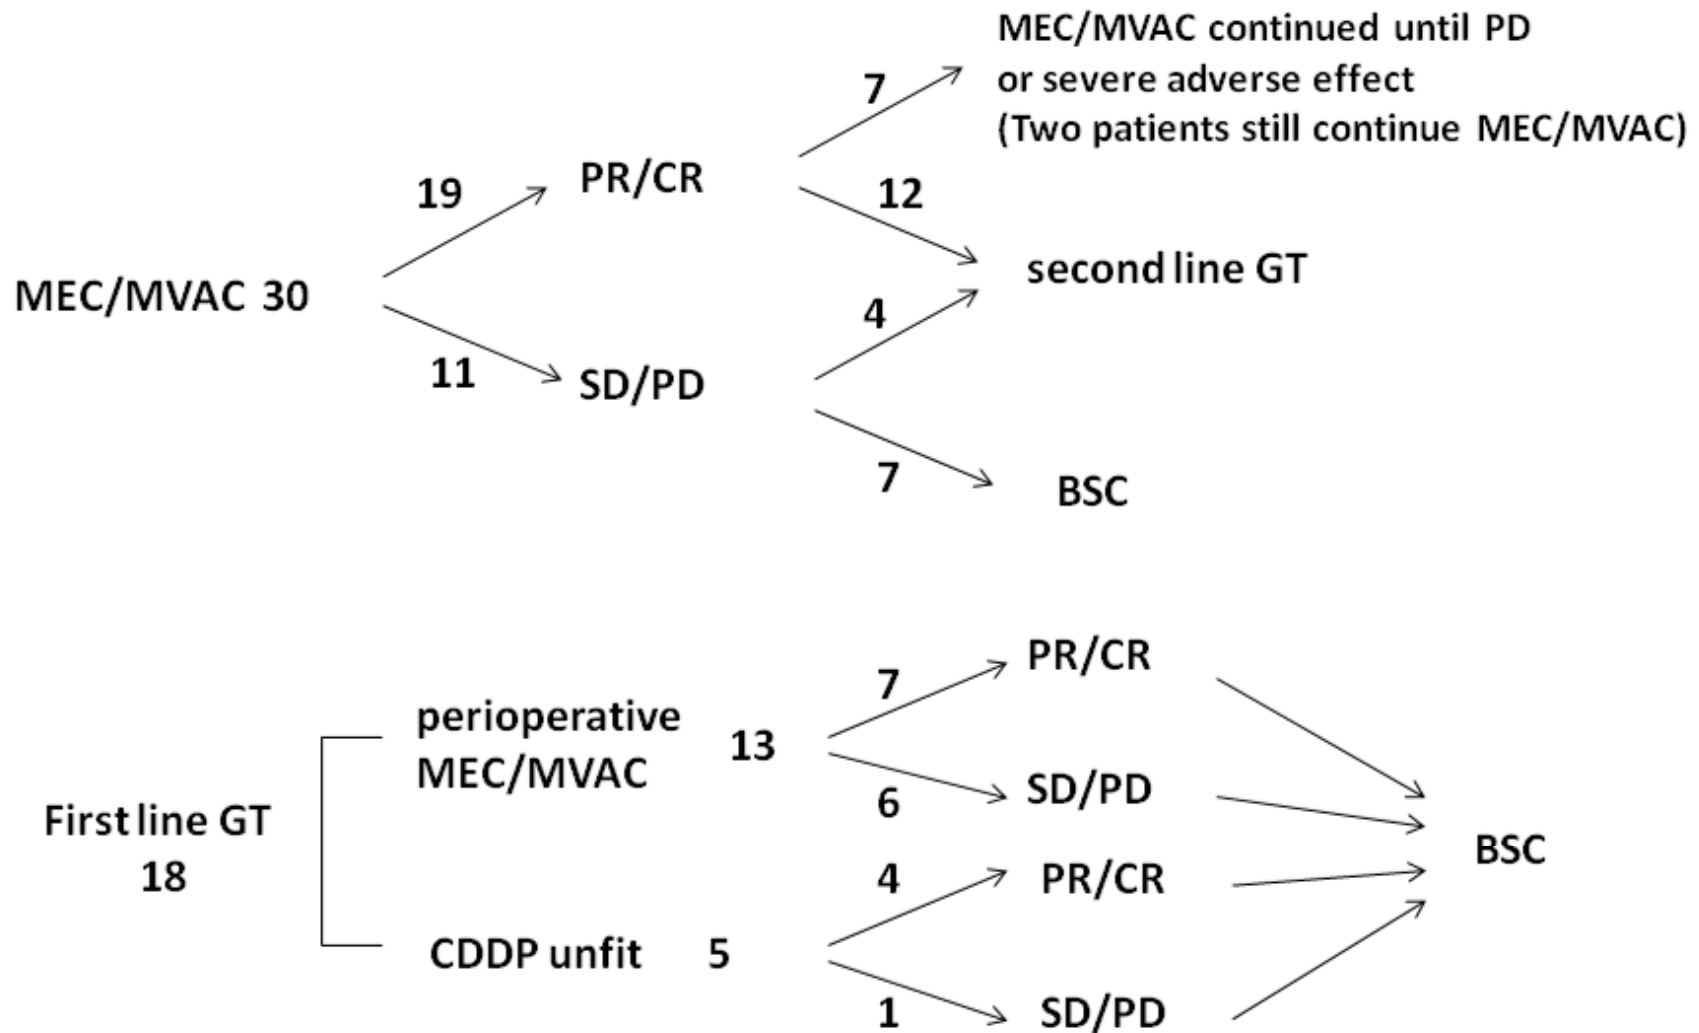 MEC/MVAC continued until PD
or severe adverse effect
(Two patients still continue MEC/MVAC)
7
PR/CR
19
12
MEC/MVAC 30
second line GT
4
11
SD/PD
7
BSC
PR/CR
7
perioperative
MEC/MVAC
13
SD/PD
6
First line GT
18
BSC
4
PR/CR
CDDP unfit 5
1
SD/PD